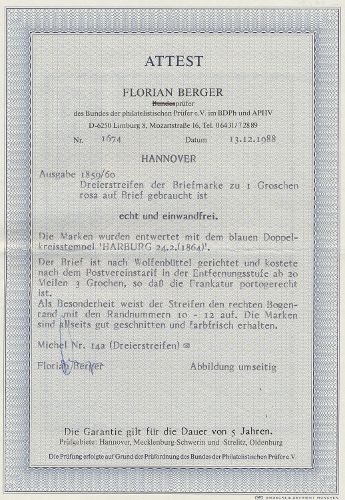 ATTEST
FLORIAN BERGER
Bundesprüfer
des Bundes der philatelistischen Prüfer e.V. im BDPh und APHV
D-6250 Limburg 8, Mozartstraße 16, Tel. 06431/72889
Nr. 1674 Datum 13.12.1988
HANNOVER
Ausgabe 1859/60
Dreierstreifen der Briefmarke zu 1 Groschen
rosa auf Brief gebraucht ist
echt und einwandfrei.
Die Marken wurden entwertet mit dem blauen Doppel-
kreisstempel 'HARBURG 24.2.(1864)'.
Der Brief ist nach Wolfenbüttel gerichtet und kostete
nach dem Postvereinstarif in der Entfernungsstufe ab 20
Meilen 3 Groschen, so daß die Frankatur portogerecht
ist.
Als Besonderheit weist der Streifen den rechten Bogen-
rand mit den Randnummern 10 - 12 auf. Die Marken
sind allseits gut geschnitten und farbfrisch erhalten.
Michel Nr. 14a (Dreierstreifen) ✉
Florian Berger Abbildung umseitig
Die Garantie gilt für die Dauer von 5 Jahren.
Prüfgebiete: Hannover, Mecklenburg-Schwerin und Strelitz, Oldenburg
Die Prüfung erfolgte auf Grund der Prüfordnung des Bundes der Philatelistischen Prüfer e.V.